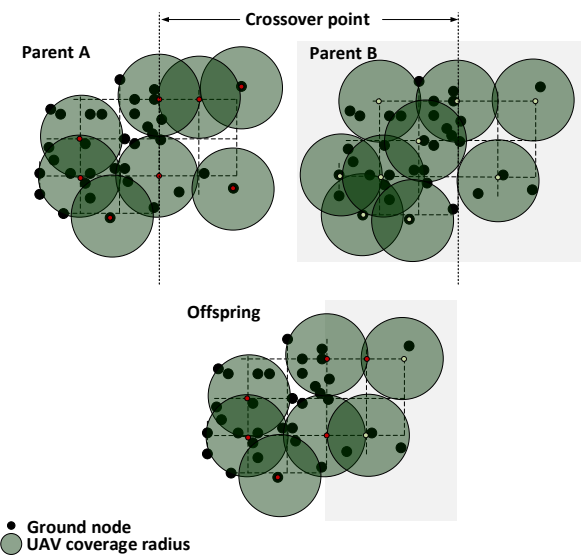 Crossover point
Parent A
Parent B
Offspring
Ground node
UAV coverage radius